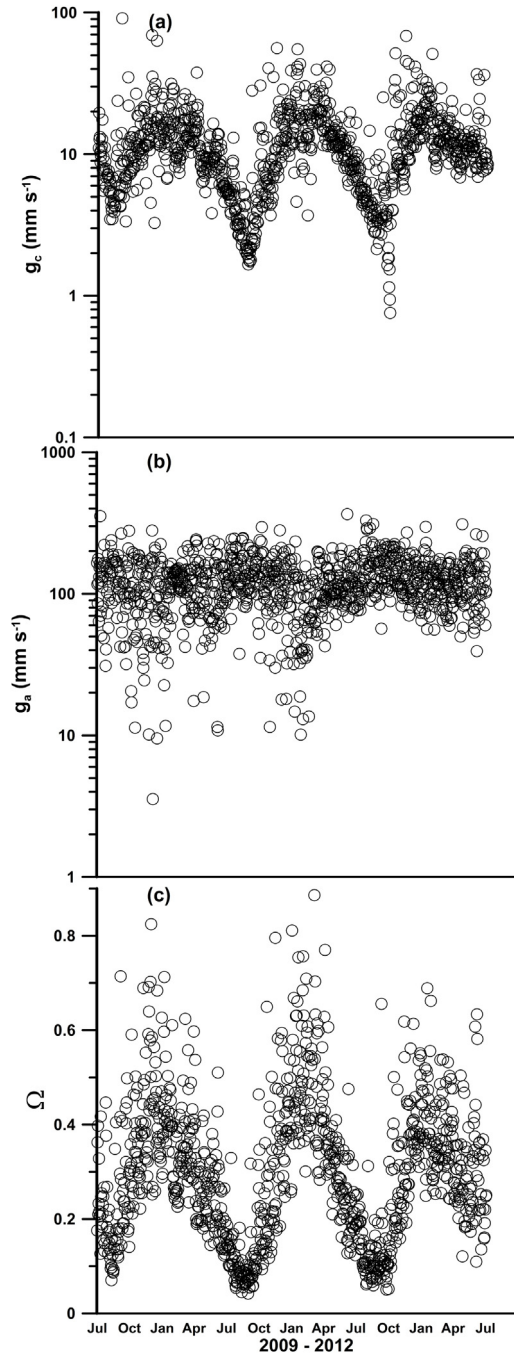 (a)
100
10
1
0.1
g_c (mm s⁻¹)
(b)
1000
100
10
1
g_a (mm s⁻¹)
(c)
0.8
0.6
0.4
0.2
0
Ω
Jul Oct Jan Apr Jul Oct Jan Apr Jul Oct Jan Apr Jul
2009 - 2012